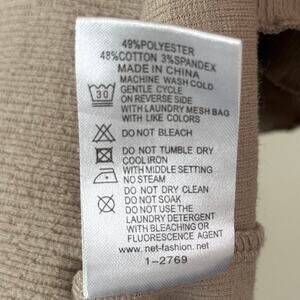 49%POLYESTER
48%COTTON 3%SPANDEX
MADE IN CHINA
MACHINE WASH COLD
GENTLE CYCLE
ON REVERSE SIDE
WITH LAUNDRY MESH BAG
WITH LIKE COLORS
30
DO NOT BLEACH
DO NOT TUMBLE DRY
COOL IRON
WITH MIDDLE SETTING
NO STEAM
DO NOT DRY CLEAN
DO NOT SOAK
DO NOT USE THE
LAUNDRY DETERGENT
WITH BLEACHING OR
FLUORESCENCE AGENT
www.net-fashion.net
1-2769